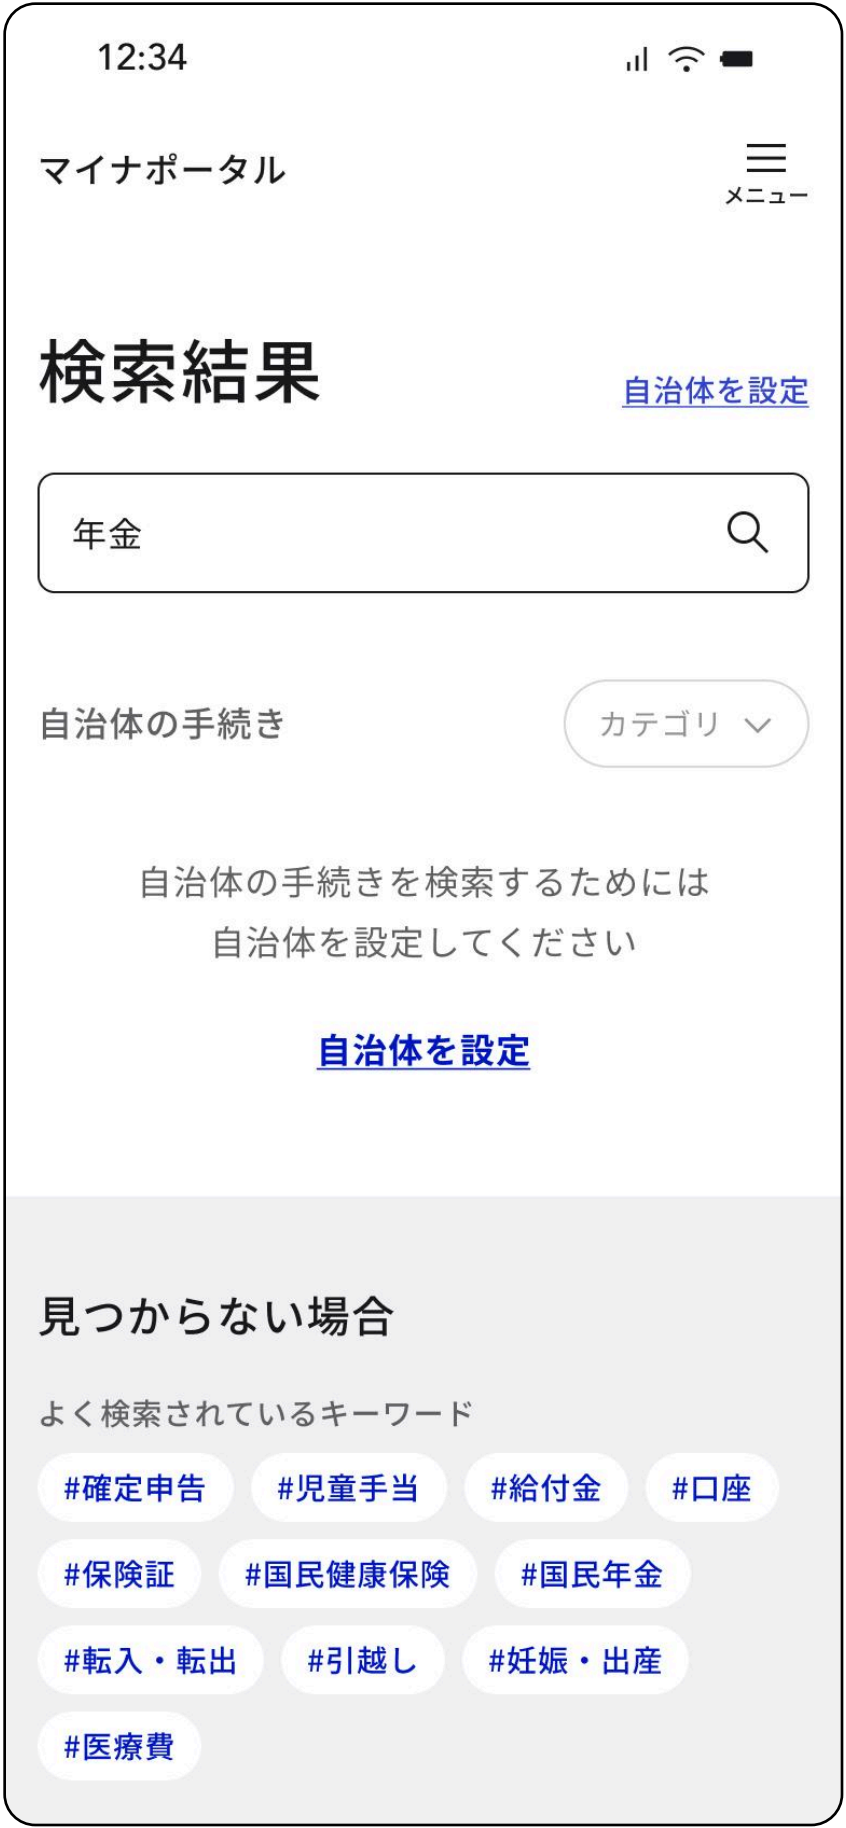 12:34
マイナポータル
メニュー
検索結果
自治体を設定
年金
自治体の手続き
カテゴリ
自治体の手続きを検索するためには
自治体を設定してください
自治体を設定
見つからない場合
よく検索されているキーワード
#確定申告 #児童手当 #給付金 #口座
#保険証 #国民健康保険 #国民年金
#転入・転出 #引越し #妊娠・出産
#医療費